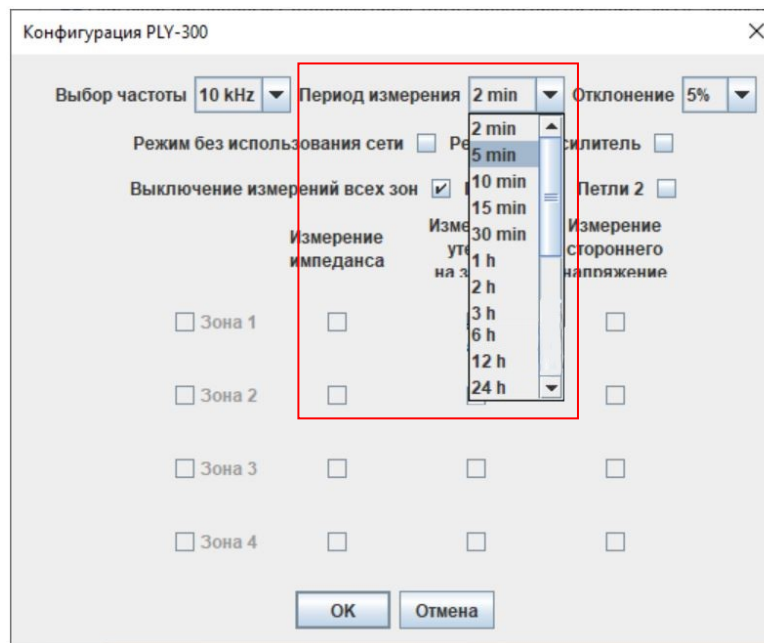 Конфигурация PLY-300
Выбор частоты 10 kHz Период измерения 2 min Отклонение 5%
2 min
Режим без использования сети
5 min
10 min
Выключение измерений всех зон Петли 2
15 min
30 min
1 h
2 h
3 h
6 h
12 h
24 h
Измерение
импеданса
на
Измерение
стороннего
напряжение
Зона 1
Зона 2
Зона 3
Зона 4
OK Отмена